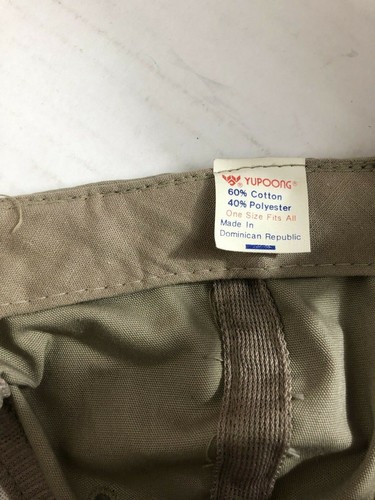 YUPOONG®
60% Cotton
40% Polyester
One Size Fits All
Made In
Dominican Republic